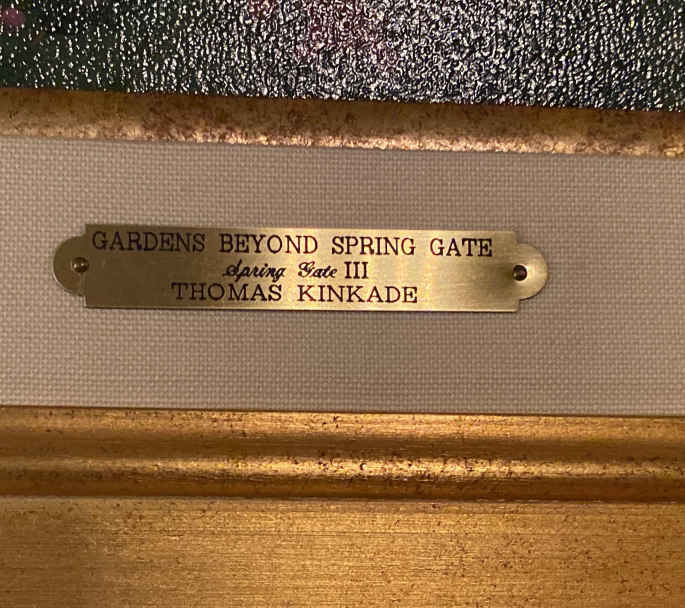 GARDENS BEYOND SPRING GATE
Spring Gate III
THOMAS KINKADE